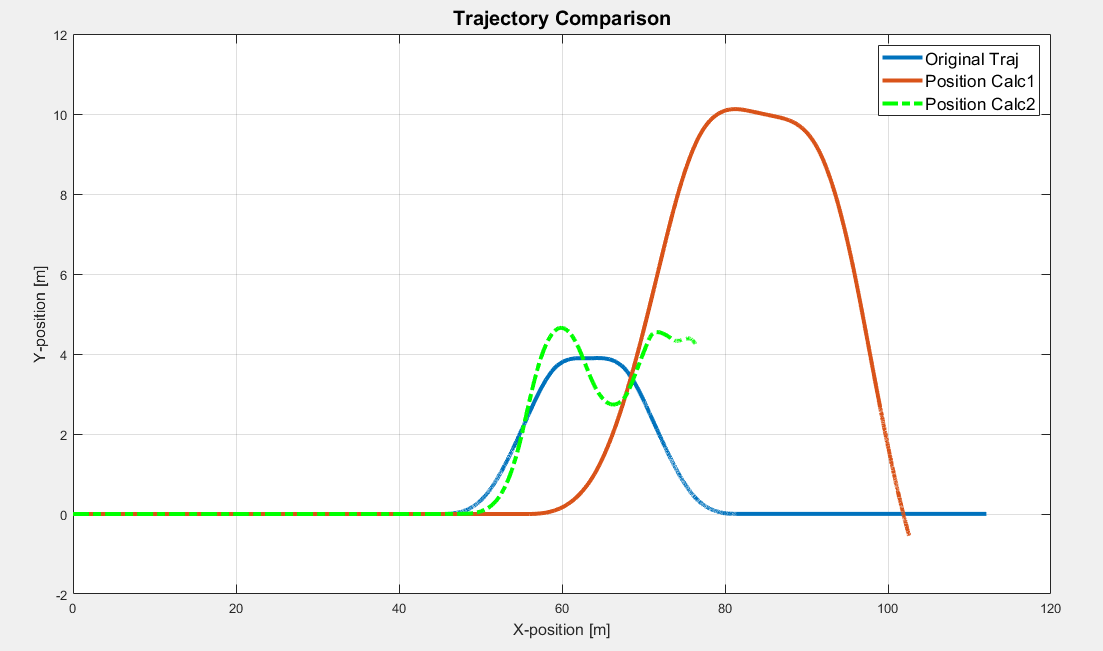 Trajectory Comparison
12
10
8
6
4
2
0
-2
Y-position [m]
Original Traj
Position Calc1
Position Calc2
0 20 40 60 80 100 120
X-position [m]